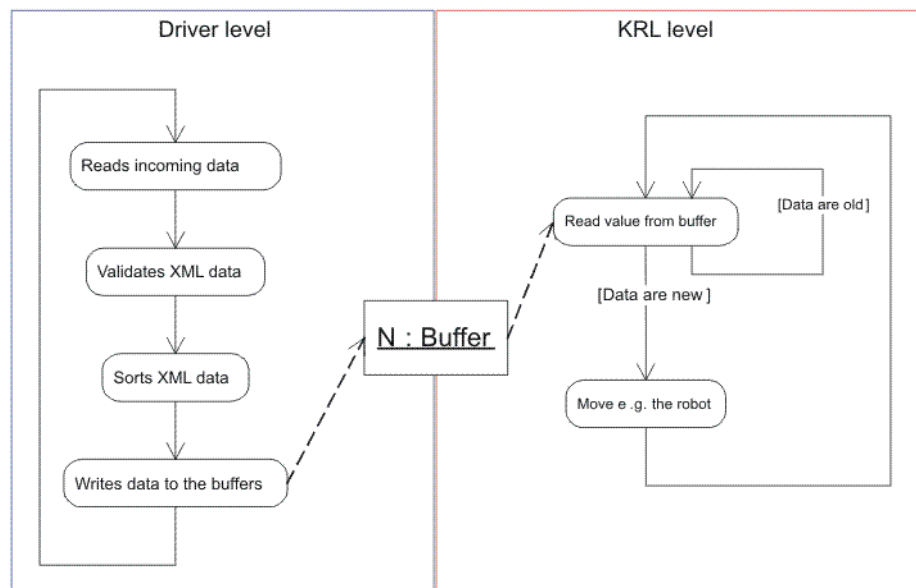 Driver level
Reads incoming data
Validates XML data
Sorts XML data
Writes data to the buffers
N : Buffer
KRL level
Read value from buffer
[Data are old]
[Data are new ]
Move e .g. the robot